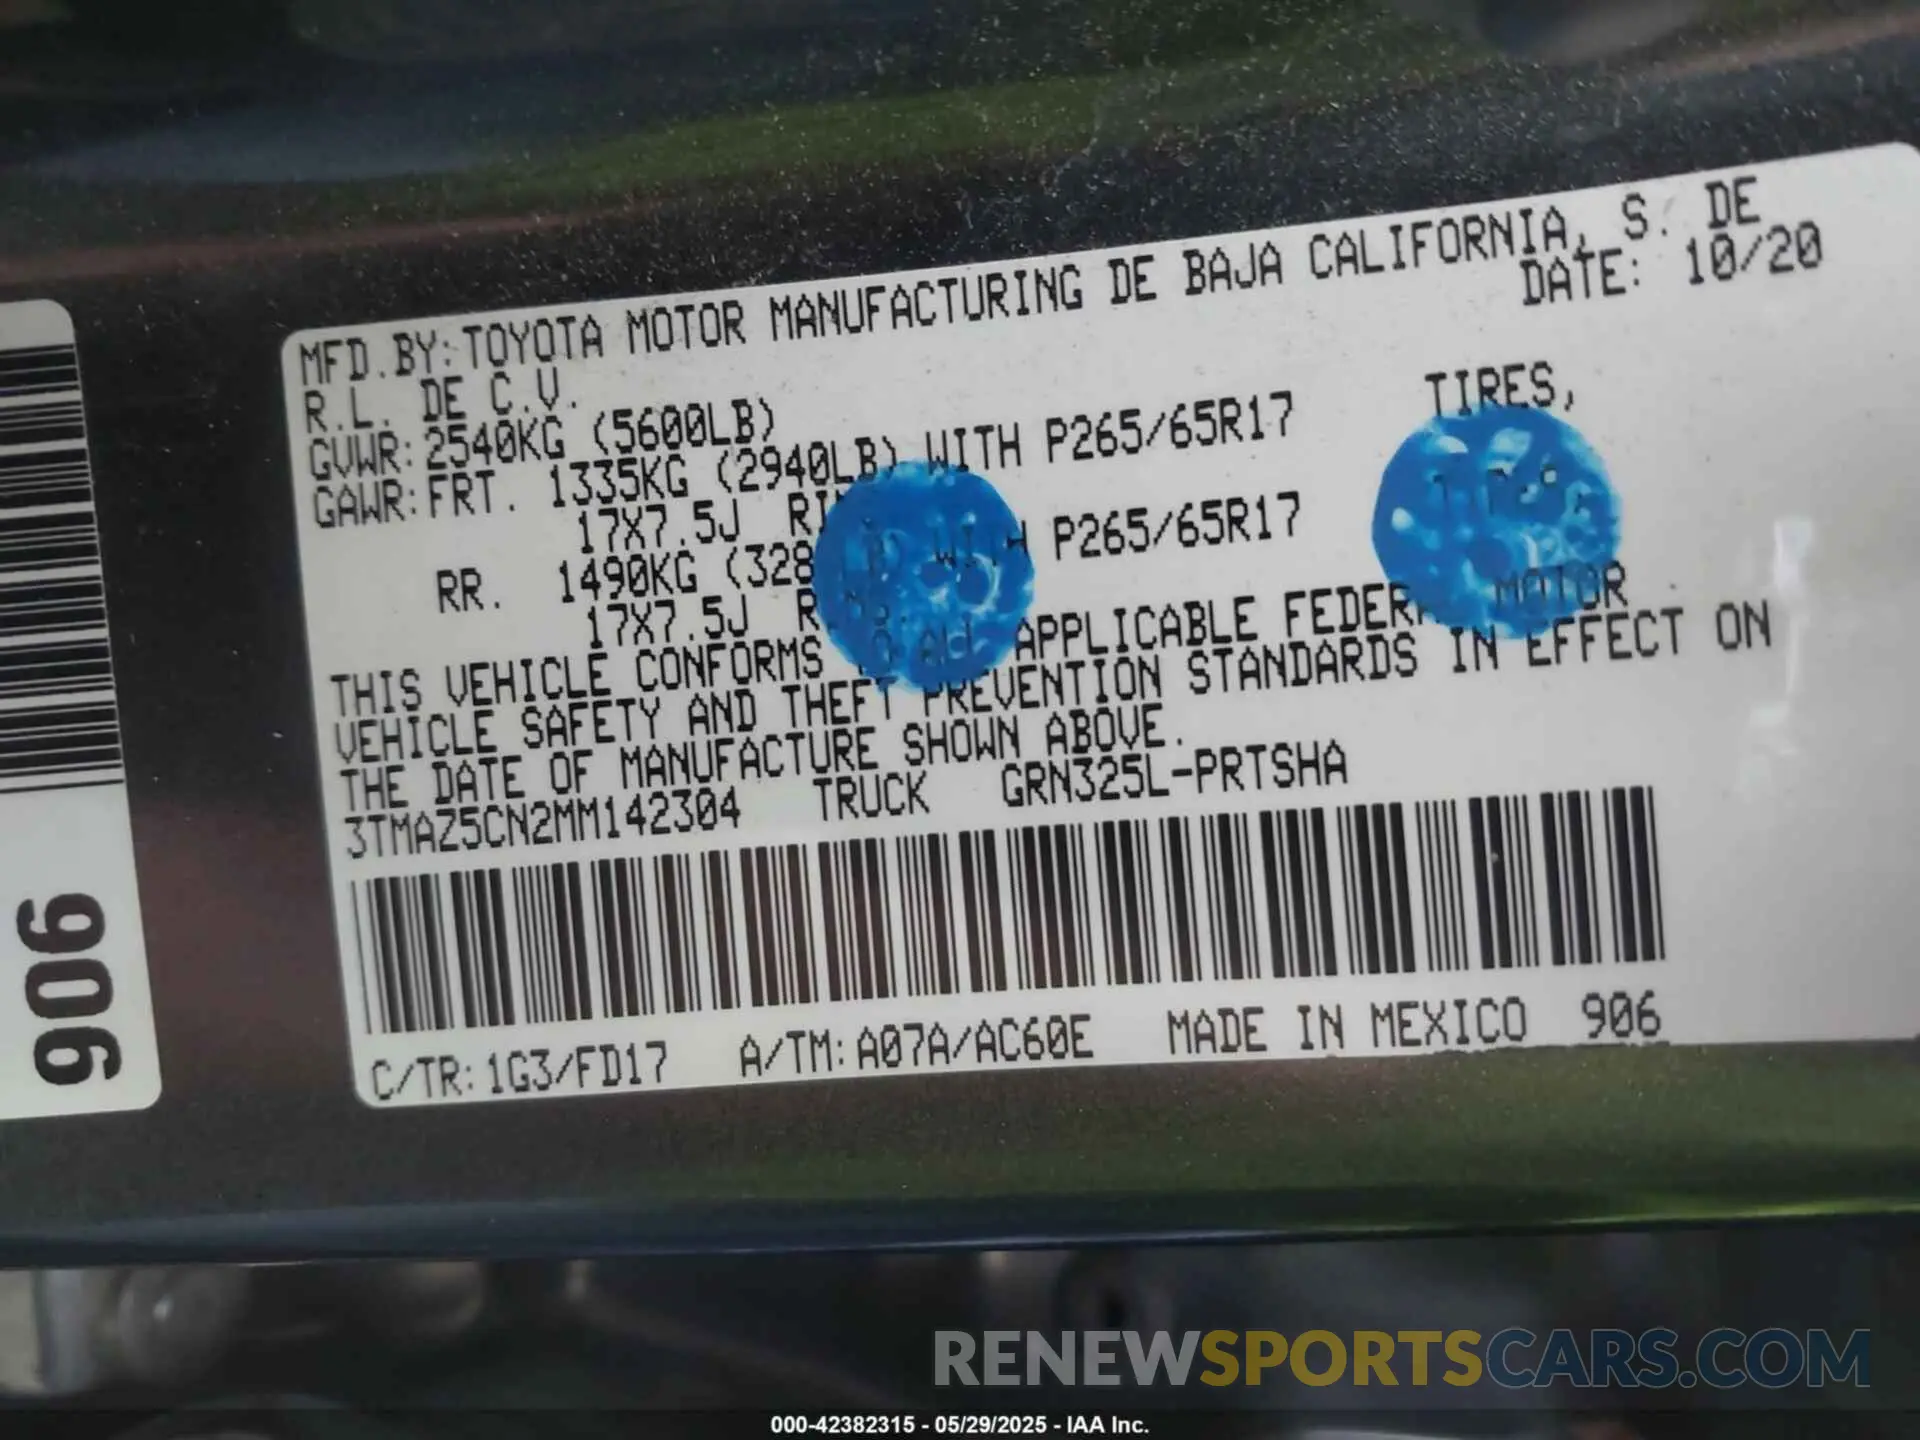 MFD.BY:TOYOTA MOTOR MANUFACTURING DE BAJA CALIFORNIA, S. DE
R.L. DE C.V. DATE: 10/20
GVWR:2540KG (5600LB)
GAWR:FRT. 1335KG (2940LB) WITH P265/65R17 TIRES,
17X7.5J
RR. 1490KG WITH P265/65R17
17X7.5J
THIS VEHICLE CONFORMS TO ALL APPLICABLE FEDERAL MOTOR
VEHICLE SAFETY AND THEFT PREVENTION STANDARDS IN EFFECT ON
THE DATE OF MANUFACTURE SHOWN ABOVE.
3TMAZ5CN2MM142304 TRUCK GRN325L-PRTSHA
C/TR:1G3/FD17 A/TM:A07A/AC60E MADE IN MEXICO 906
906
RENEWSPORTSCARS.COM
000-42382315 - 05/29/2025 - IAA Inc.